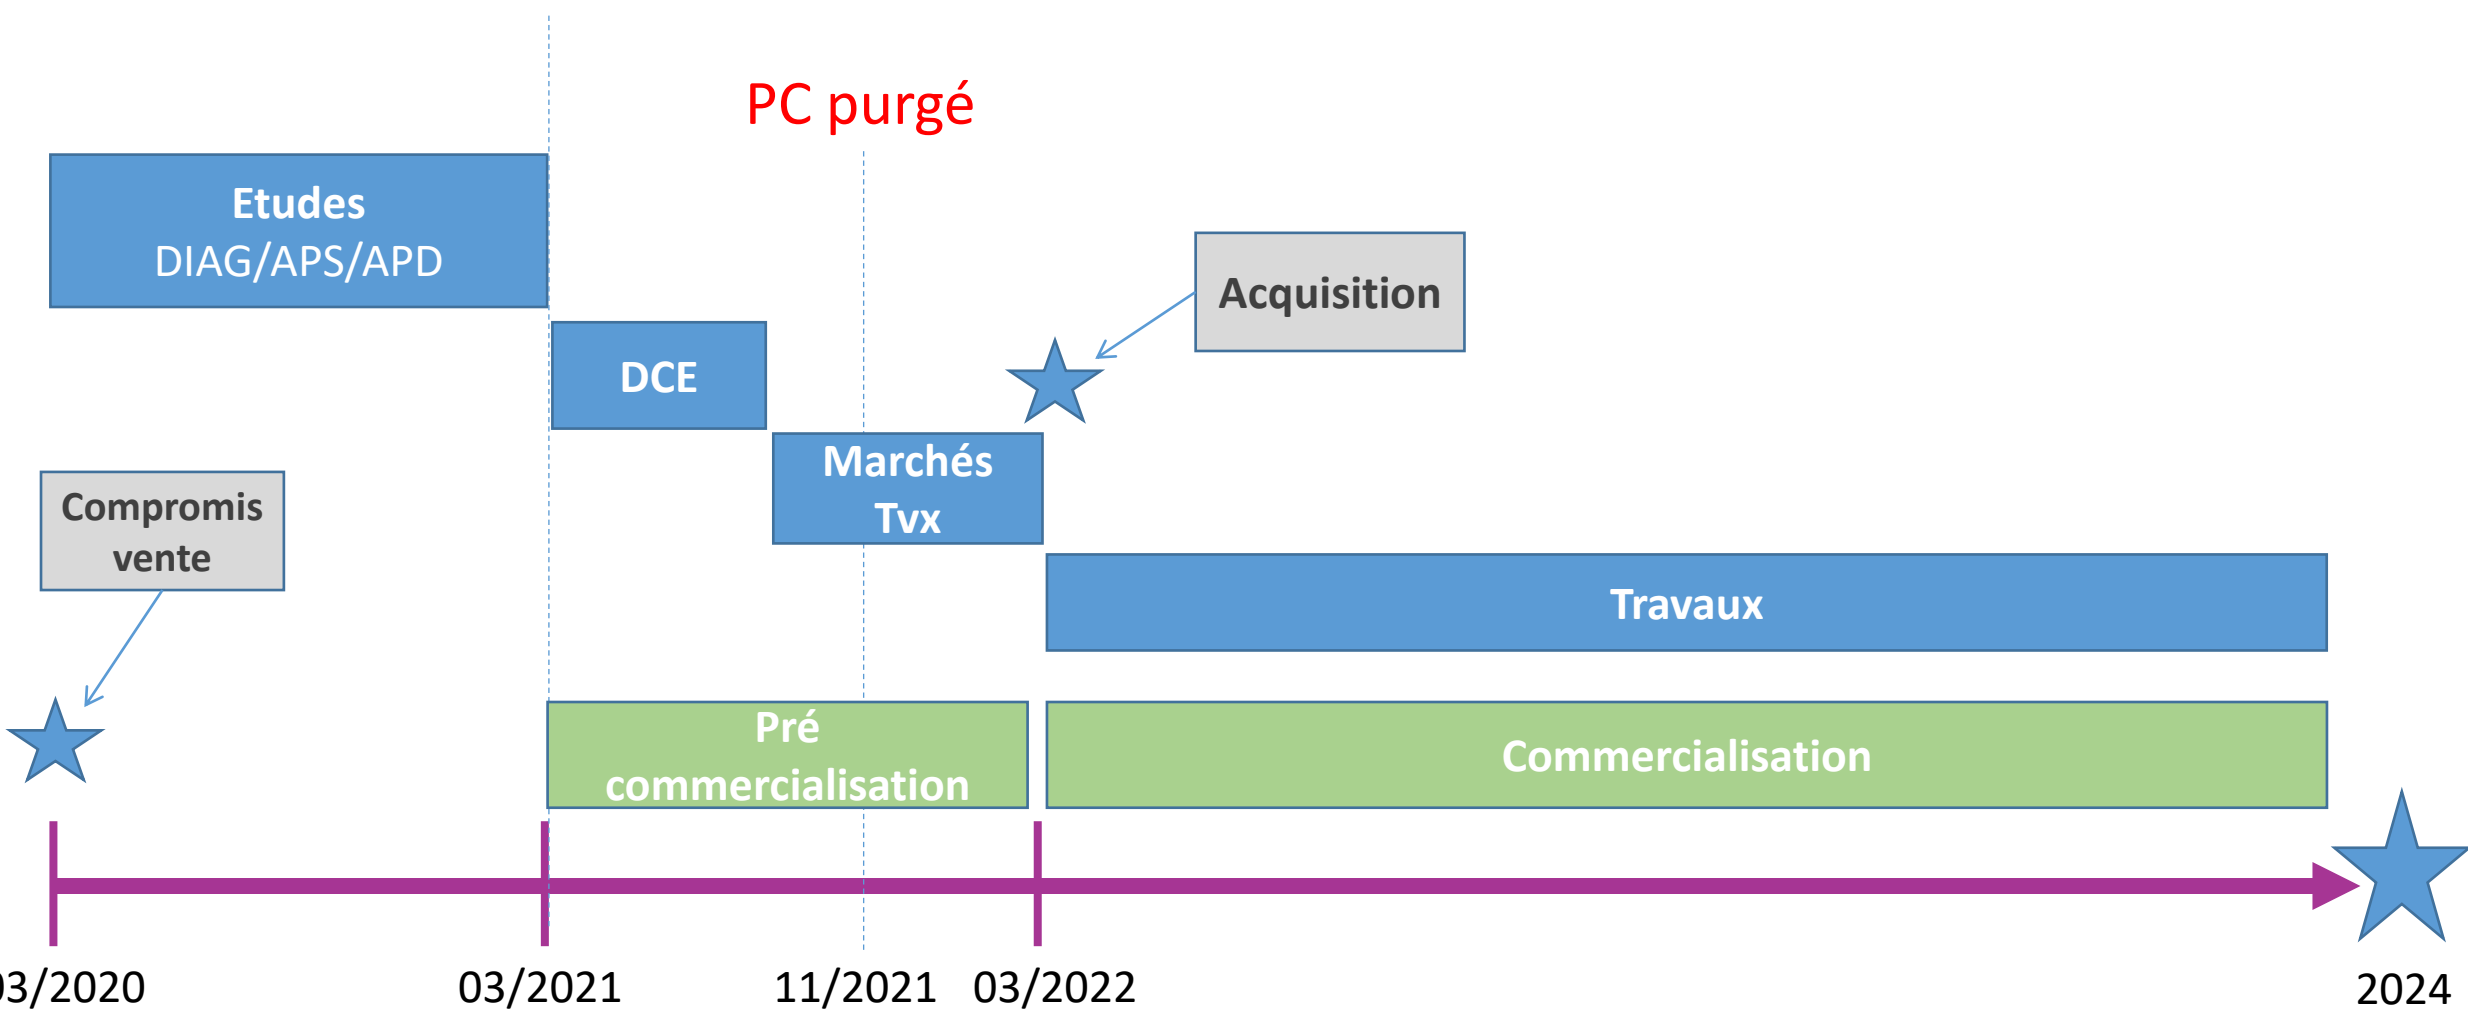 PC purgé
Etudes
DIAG/APS/APD
Acquisition
DCE
Marchés
Tvx
Compromis
vente
Travaux
Pré
commercialisation
Commercialisation
03/2020
03/2021
11/2021
03/2022
2024